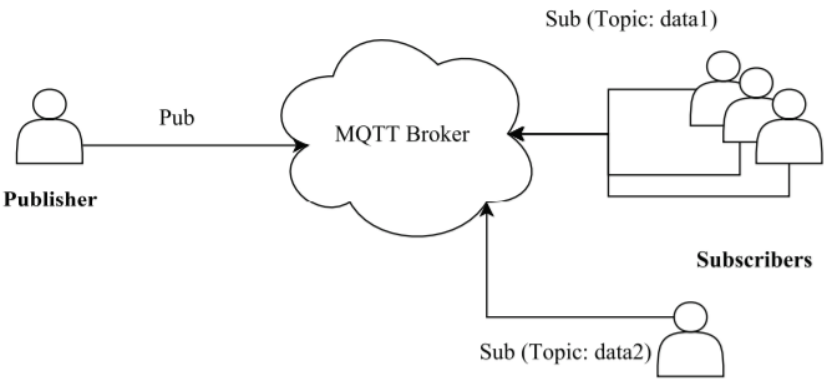 Sub (Topic: data1)
Pub
MQTT Broker
Publisher
Subscribers
Sub (Topic: data2)